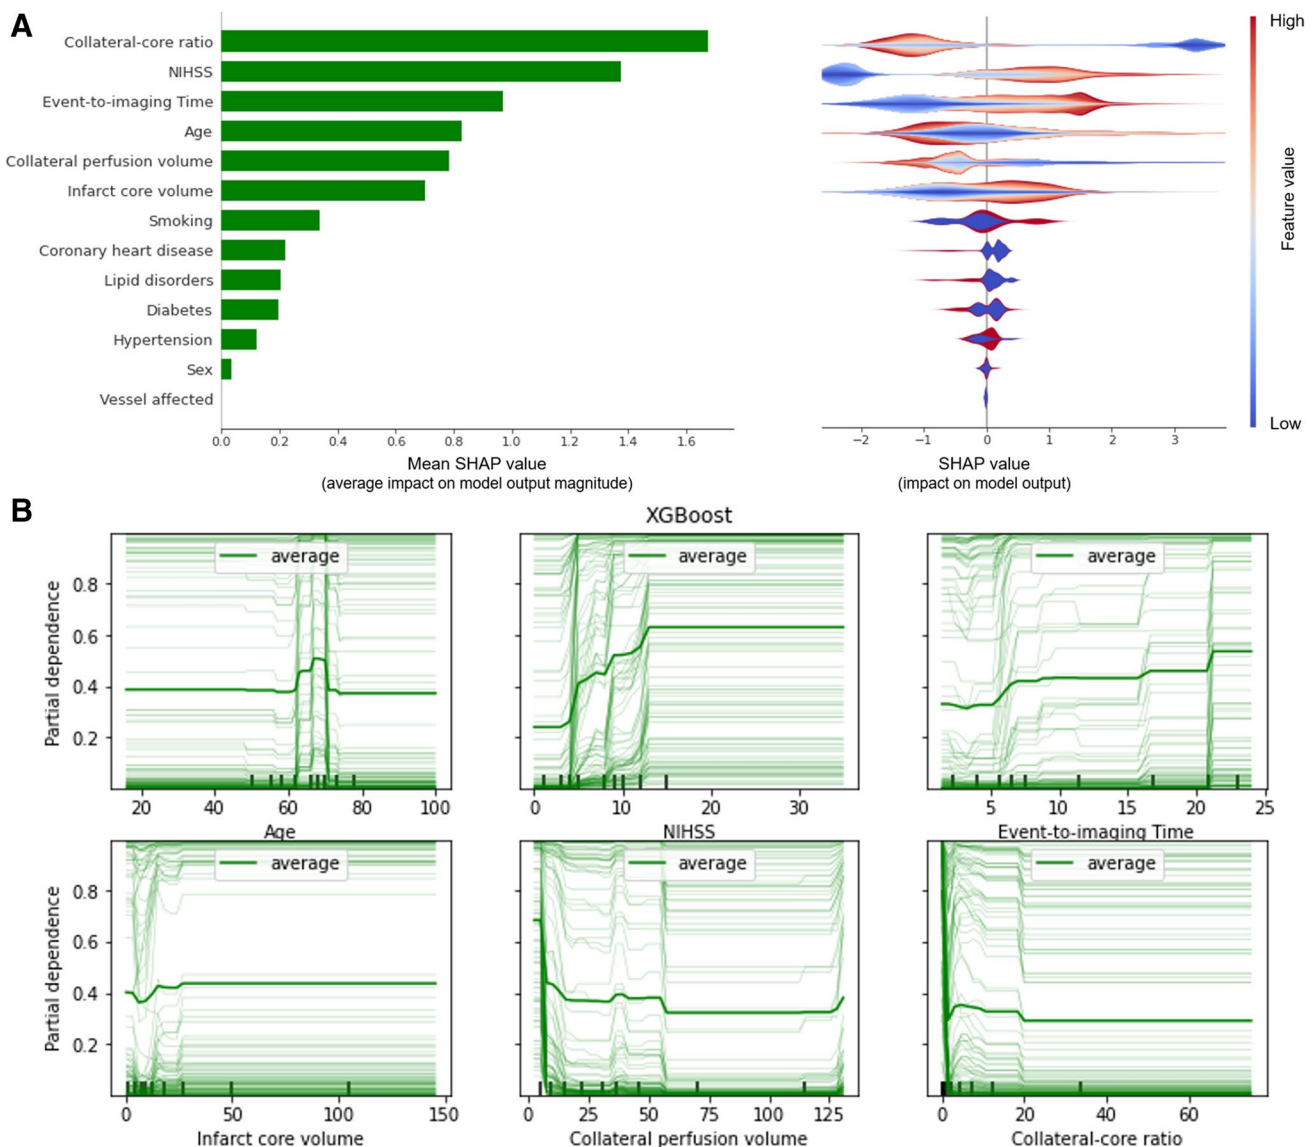 A
Collateral-core ratio
NIHSS
Event-to-imaging Time
Age
Collateral perfusion volume
Infarct core volume
Smoking
Coronary heart disease
Lipid disorders
Diabetes
Hypertension
Sex
Vessel affected
0.0 0.2 0.4 0.6 0.8 1.0 1.2 1.4 1.6
Mean SHAP value
(average impact on model output magnitude)
−2 −1 0 1 2 3
SHAP value
(impact on model output)
High
Feature value
Low
B
XGBoost
Partial dependence
0.8
0.6
0.4
0.2
average
20 40 60 80 100
Age
average
0 10 20 30
NIHSS
average
5 10 15 20 25
Event-to-imaging Time
Partial dependence
0.8
0.6
0.4
0.2
average
0 50 100 150
Infarct core volume
average
0 25 50 75 100 125
Collateral perfusion volume
average
0 20 40 60
Collateral-core ratio